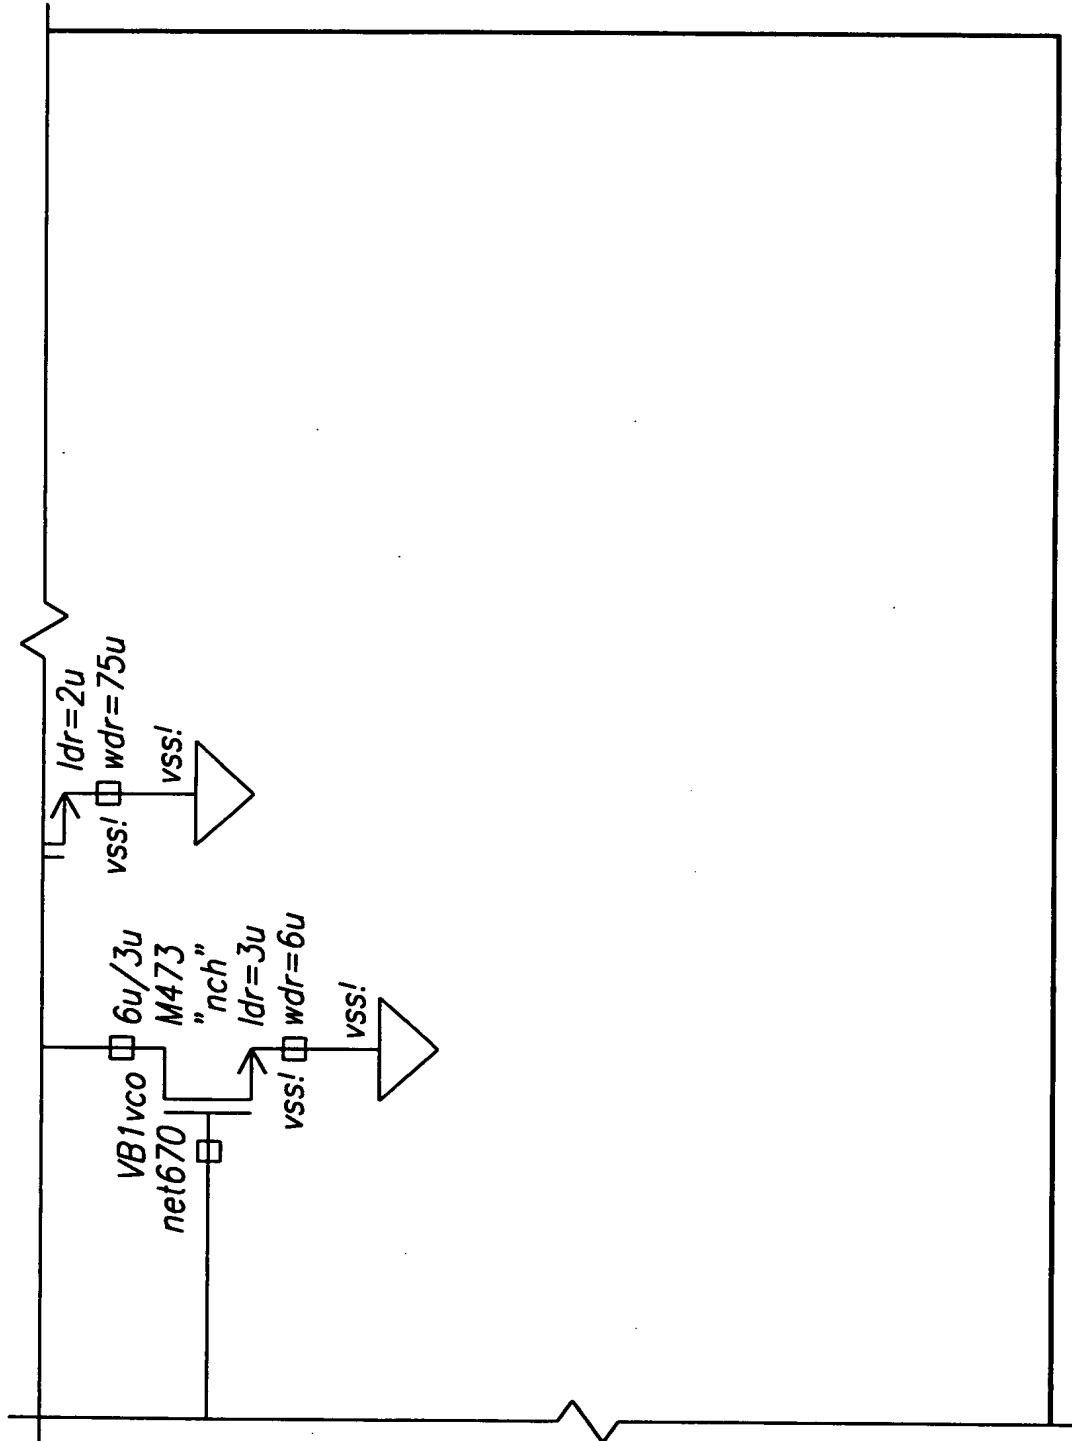 ldr=2u
wdr=75u
vss!
vss!
6u/3u
M473
"nch"
ldr=3u
wdr=6u
vss!
VB1vco
net670
vss!